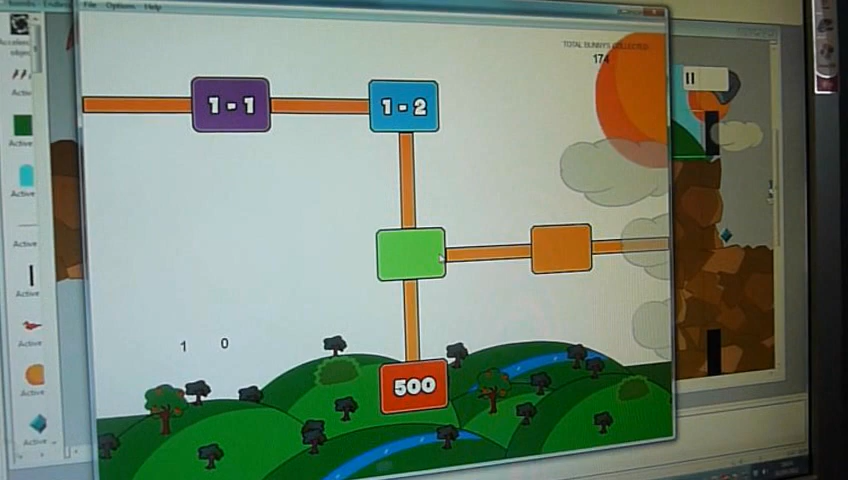 File Options Help
TOTAL BUNNYS COLLECTED
174
1 - 1
1 - 2
1 0
500
Active
Active
Active
Active
Active
Active
Active